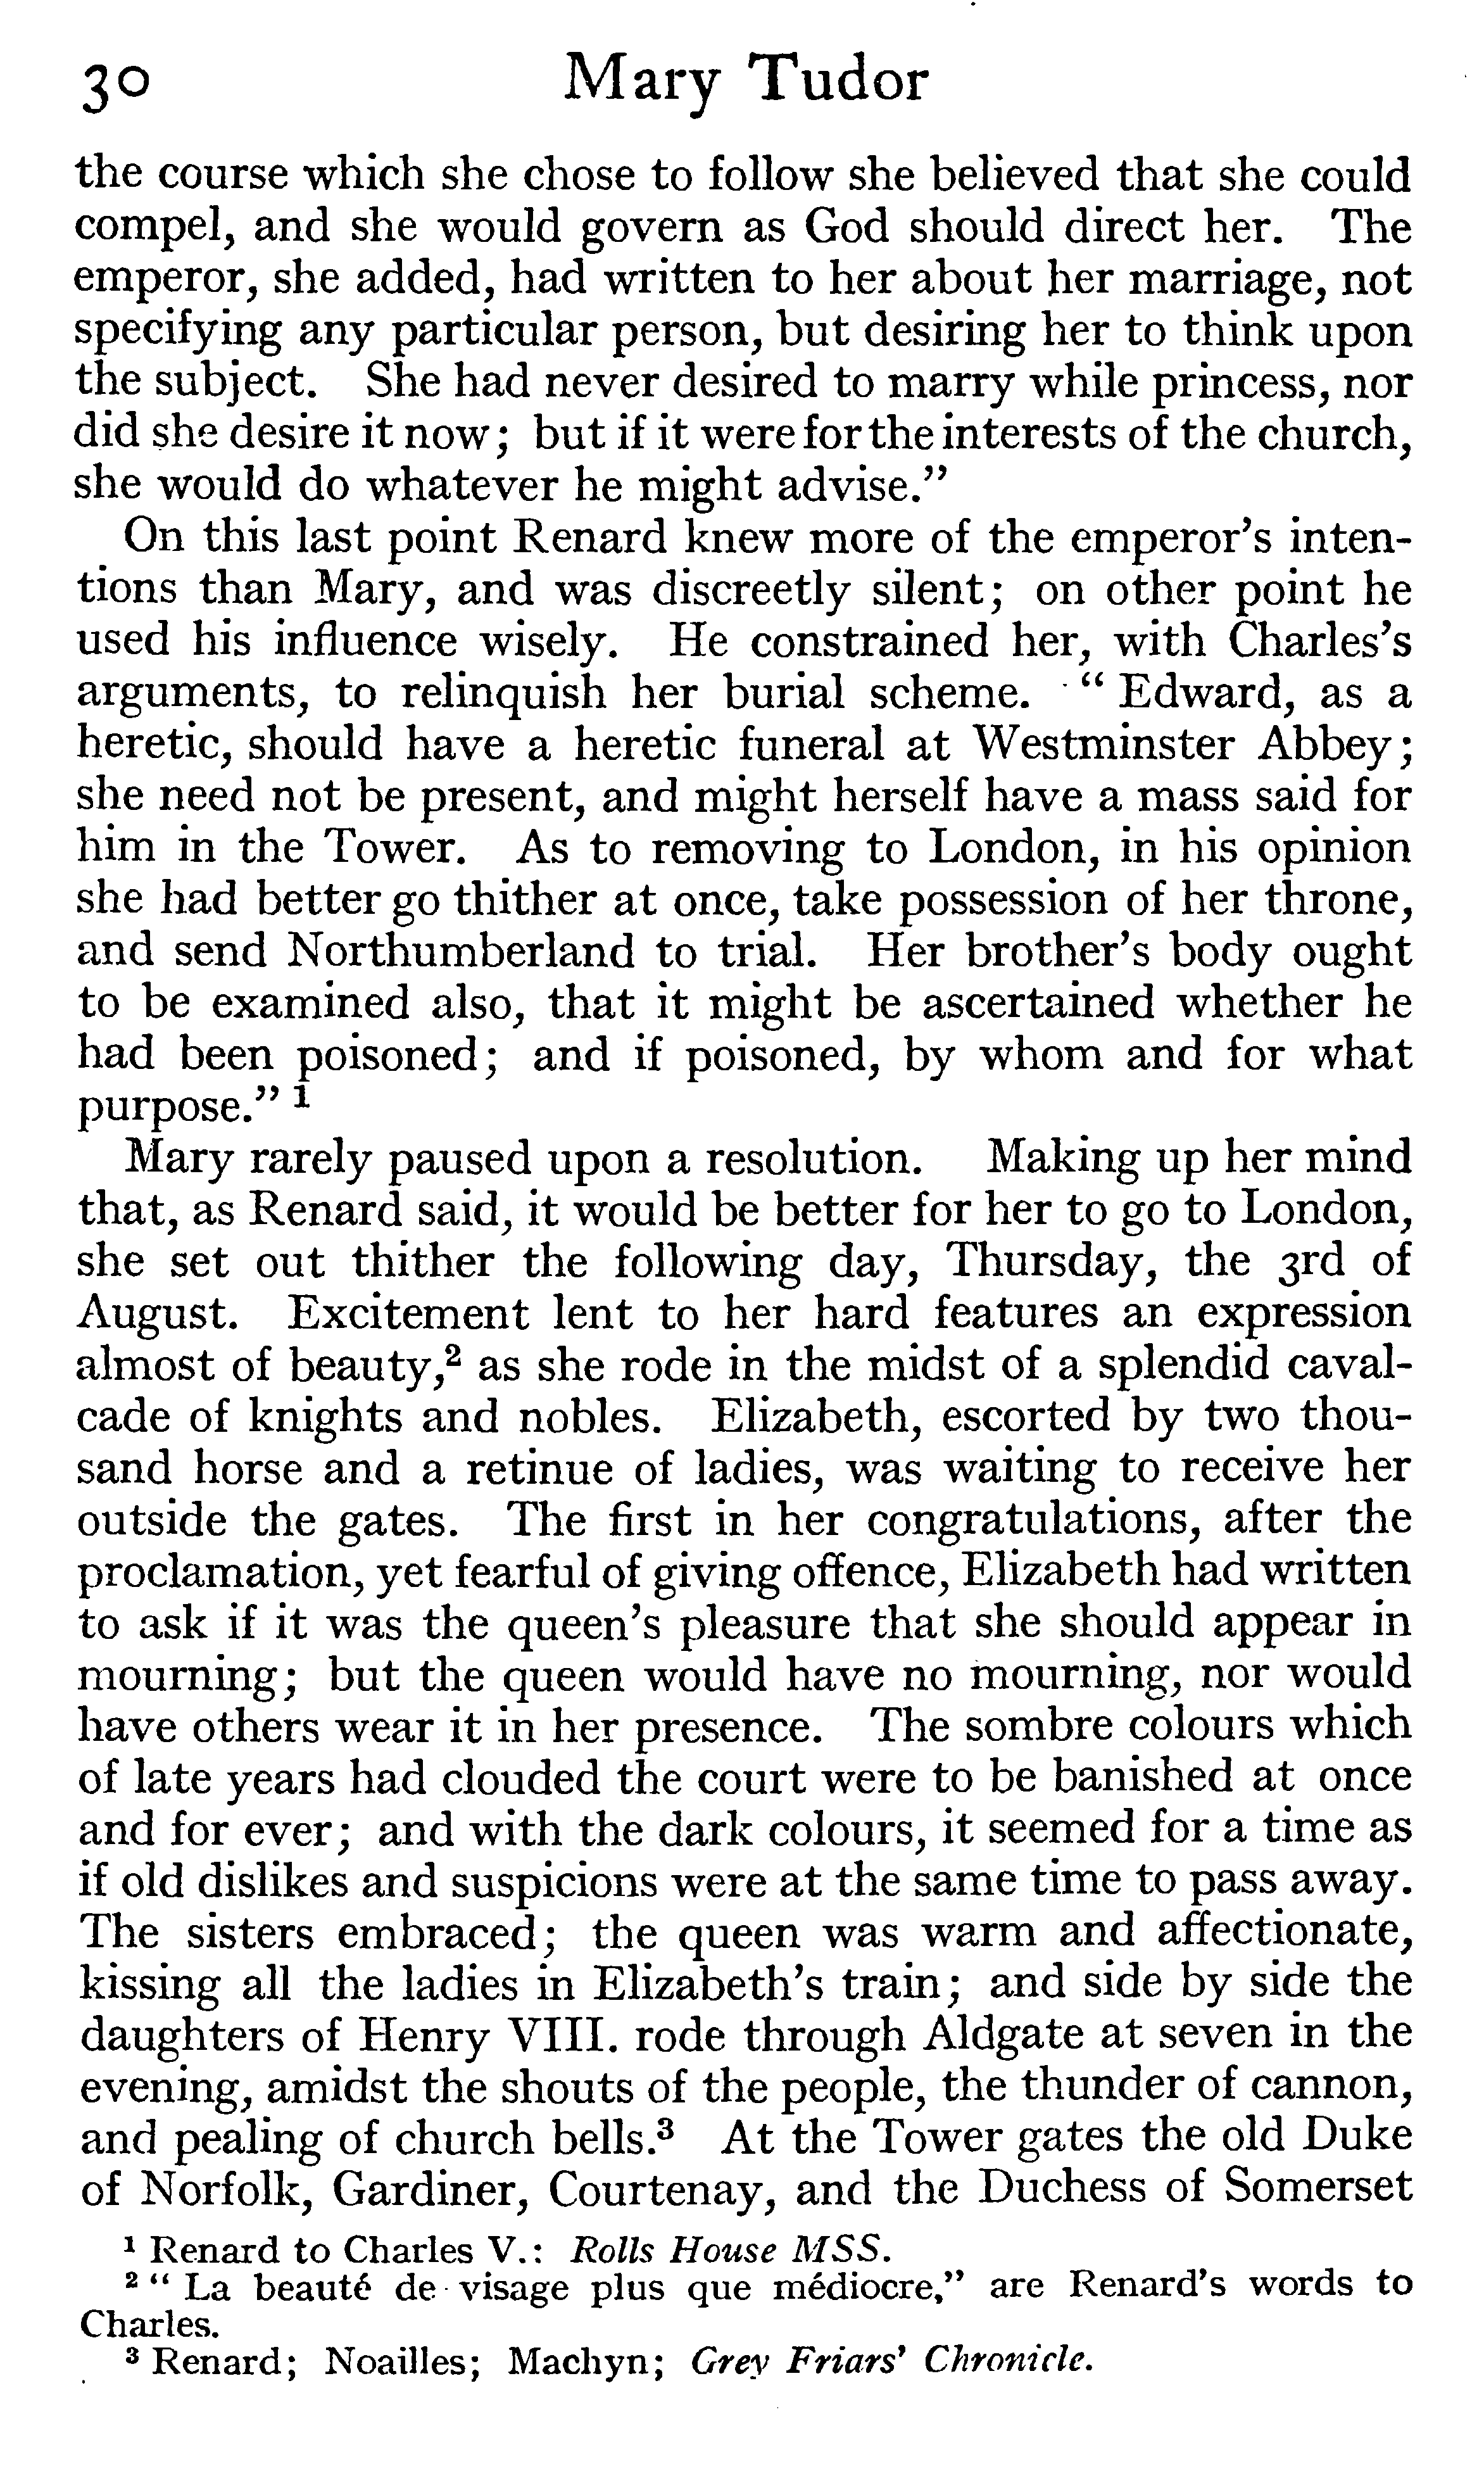 30 Mary Tudor
the course which she chose to follow she believed that she could
compel, and she would govern as God should direct her. The
emperor, she added, had written to her about her marriage, not
specifying any particular person, but desiring her to think upon
the subject. She had never desired to marry while princess, nor
did she desire it now; but if it were for the interests of the church,
she would do whatever he might advise.”
On this last point Renard knew more of the emperor’s inten-
tions than Mary, and was discreetly silent; on other point he
used his influence wisely. He constrained her, with Charles’s
arguments, to relinquish her burial scheme. “Edward, as a
heretic, should have a heretic funeral at Westminster Abbey;
she need not be present, and might herself have a mass said for
him in the Tower. As to removing to London, in his opinion
she had better go thither at once, take possession of her throne,
and send Northumberland to trial. Her brother’s body ought
to be examined also, that it might be ascertained whether he
had been poisoned; and if poisoned, by whom and for what
purpose.” ¹
Mary rarely paused upon a resolution. Making up her mind
that, as Renard said, it would be better for her to go to London,
she set out thither the following day, Thursday, the 3rd of
August. Excitement lent to her hard features an expression
almost of beauty,² as she rode in the midst of a splendid caval-
cade of knights and nobles. Elizabeth, escorted by two thou-
sand horse and a retinue of ladies, was waiting to receive her
outside the gates. The first in her congratulations, after the
proclamation, yet fearful of giving offence, Elizabeth had written
to ask if it was the queen’s pleasure that she should appear in
mourning; but the queen would have no mourning, nor would
have others wear it in her presence. The sombre colours which
of late years had clouded the court were to be banished at once
and for ever; and with the dark colours, it seemed for a time as
if old dislikes and suspicions were at the same time to pass away.
The sisters embraced; the queen was warm and affectionate,
kissing all the ladies in Elizabeth’s train; and side by side the
daughters of Henry VIII. rode through Aldgate at seven in the
evening, amidst the shouts of the people, the thunder of cannon,
and pealing of church bells.³ At the Tower gates the old Duke
of Norfolk, Gardiner, Courtenay, and the Duchess of Somerset
¹ Renard to Charles V.: Rolls House MSS.
² “La beauté de visage plus que médiocre,” are Renard’s words to
Charles.
³ Renard; Noailles; Machyn; Grey Friars’ Chronicle.